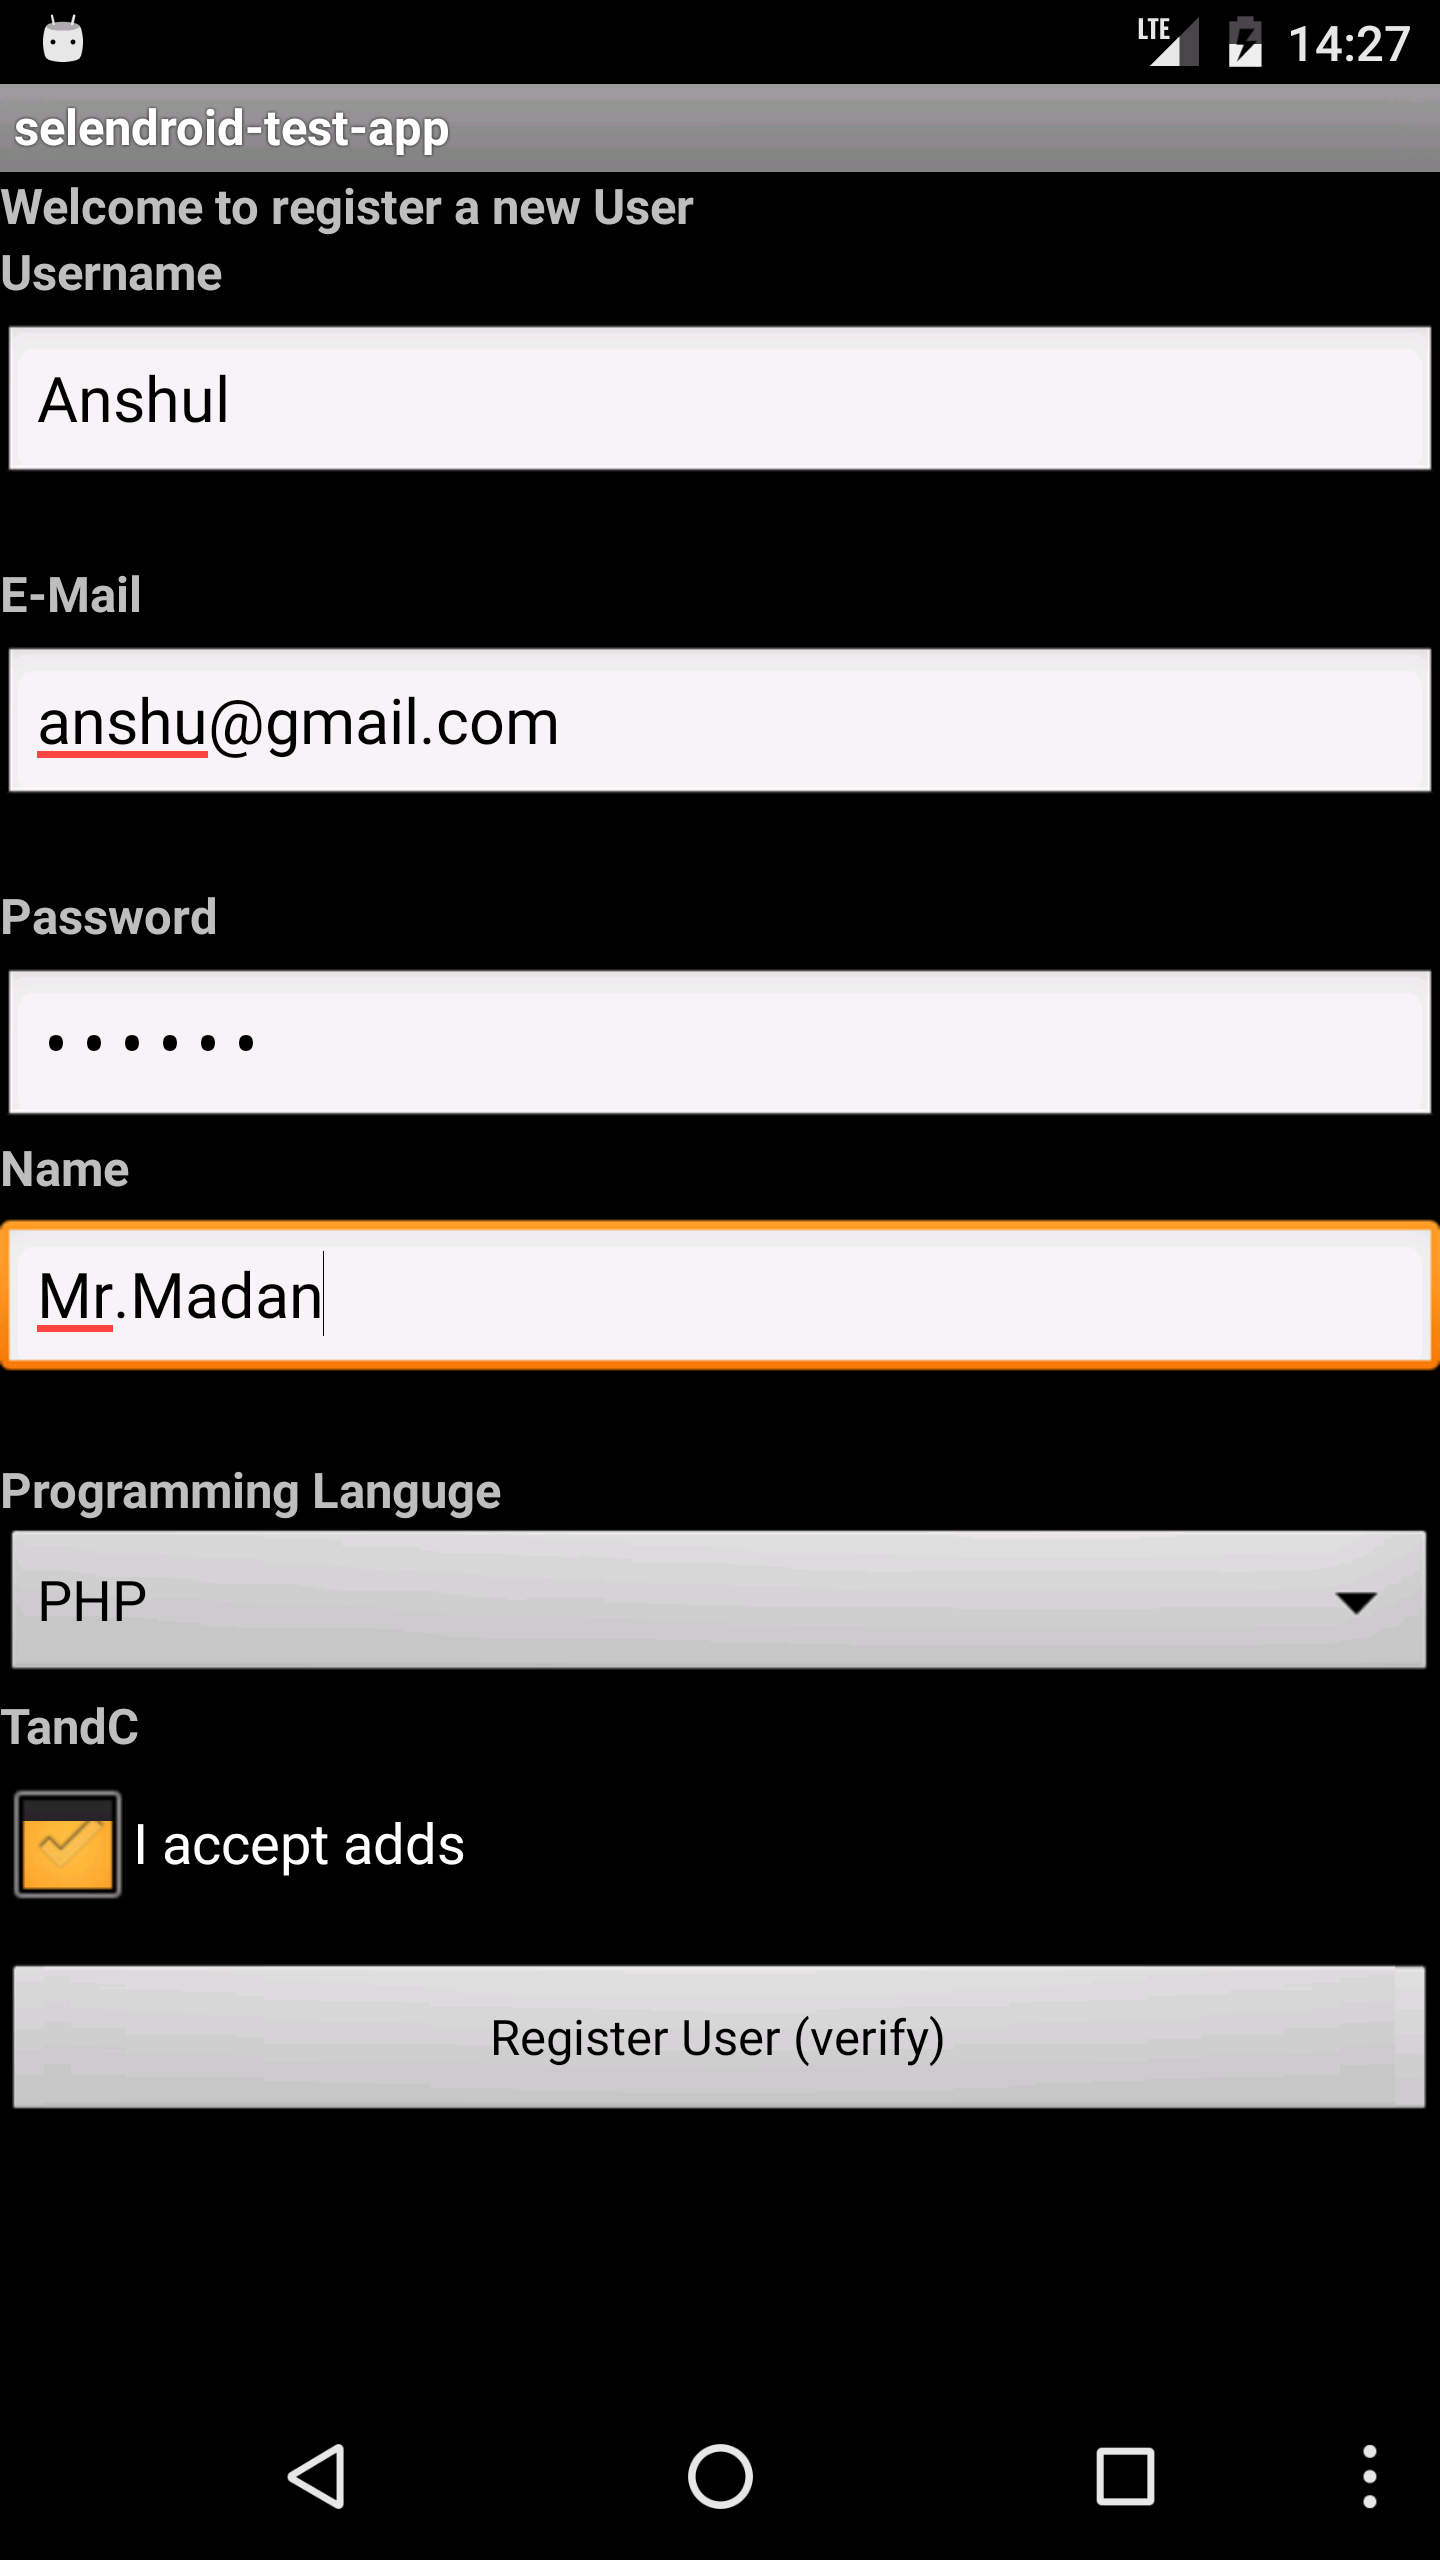 LTE 14:27
selendroid-test-app
Welcome to register a new User
Username
Anshul
E-Mail
anshu@gmail.com
Password
••••••
Name
Mr.Madan
Programming Languge
PHP
TandC
I accept adds
Register User (verify)